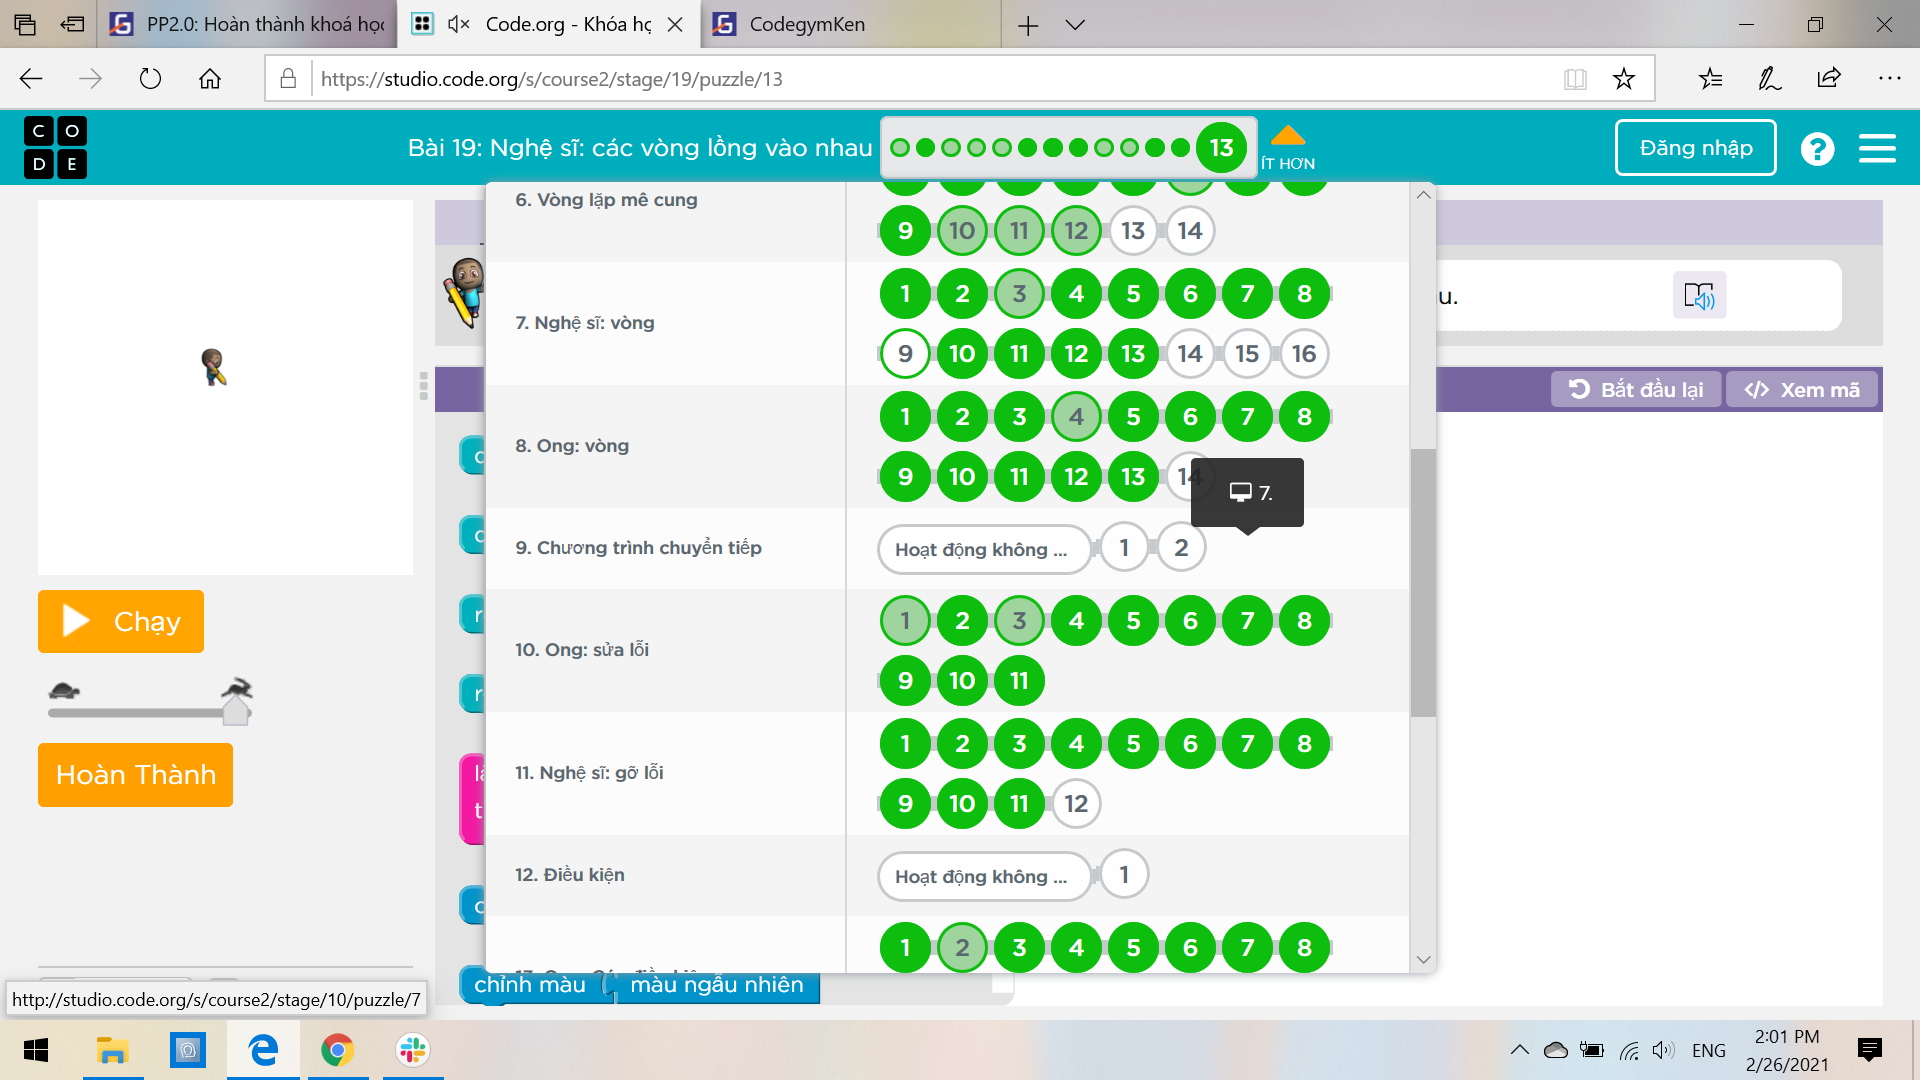 PP2.0: Hoàn thành khoá học
Code.org - Khóa họ
CodegymKen
https://studio.code.org/s/course2/stage/19/puzzle/13
C O
D E
Bài 19: Nghệ sĩ: các vòng lồng vào nhau
13
ÍT HƠN
Đăng nhập
?
6. Vòng lặp mê cung
9 10 11 12 13 14
7. Nghệ sĩ: vòng
1 2 3 4 5 6 7 8
9 10 11 12 13 14 15 16
8. Ong: vòng
1 2 3 4 5 6 7 8
9 10 11 12 13 14
7.
9. Chương trình chuyển tiếp
Hoạt động không ... 1 2
10. Ong: sửa lỗi
1 2 3 4 5 6 7 8
9 10 11
11. Nghệ sĩ: gỡ lỗi
1 2 3 4 5 6 7 8
9 10 11 12
12. Điều kiện
Hoạt động không ... 1
1 2 3 4 5 6 7 8
u.
Bắt đầu lại
</> Xem mã
Chạy
Hoàn Thành
chỉnh màu màu ngẫu nhiên
http://studio.code.org/s/course2/stage/10/puzzle/7
ENG
2:01 PM
2/26/2021